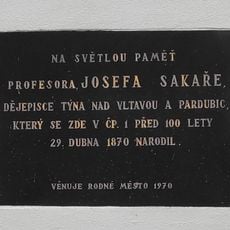 NA SVĚTLOU PAMĚŤ
PROFESORA, JOSEFA SAKAŘE,
DĚJEPISCE TÝNA NAD VLTAVOU A PARDUBIC,
KTERÝ SE ZDE V ČP. 1 PŘED 100 LETY
29. DUBNA 1870 NARODIL.
VĚNUJE RODNÉ MĚSTO 1970